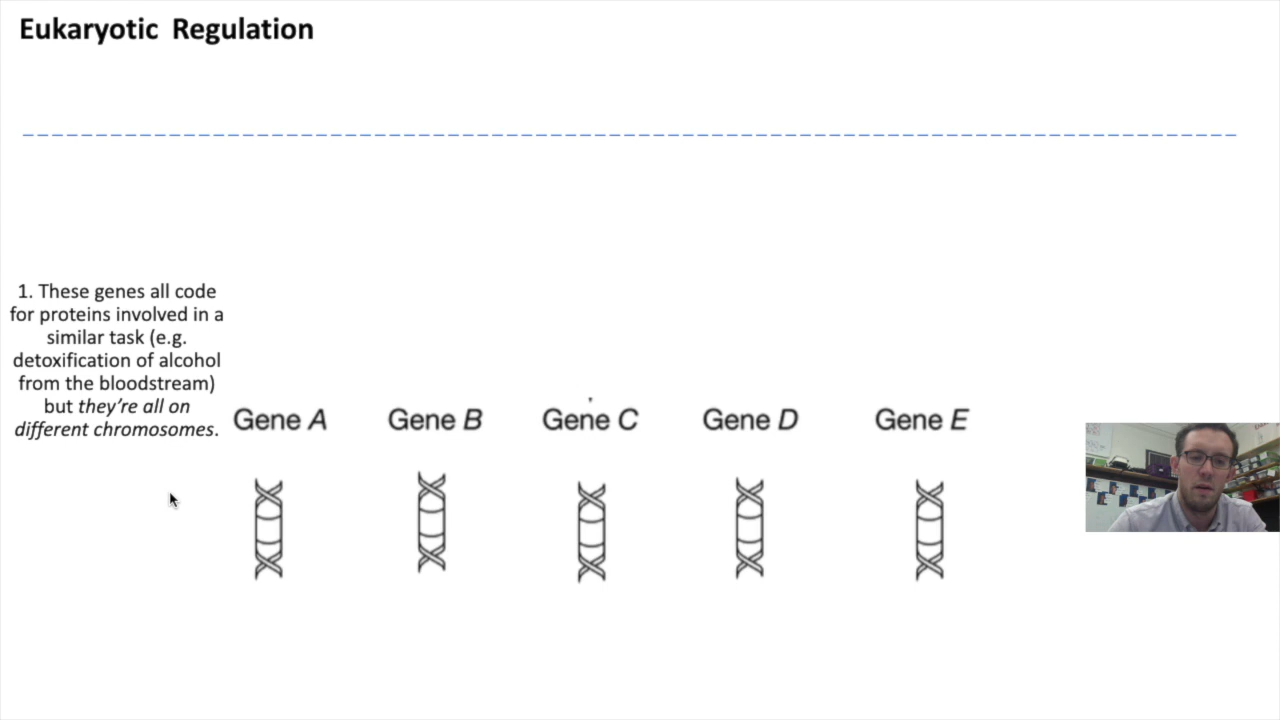 Eukaryotic Regulation
1. These genes all code
for proteins involved in a
similar task (e.g.
detoxification of alcohol
from the bloodstream)
but they're all on
different chromosomes.
Gene A
Gene B
Gene C
Gene D
Gene E